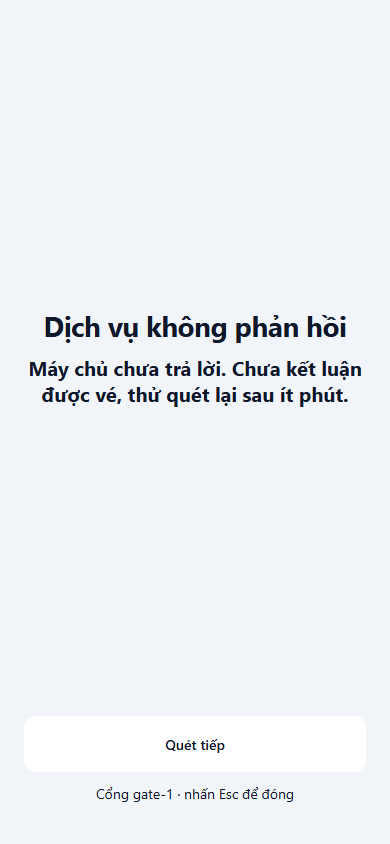 Dịch vụ không phản hồi
Máy chủ chưa trả lời. Chưa kết luận
được vé, thử quét lại sau ít phút.
Quét tiếp
Cổng gate-1 · nhấn Esc để đóng